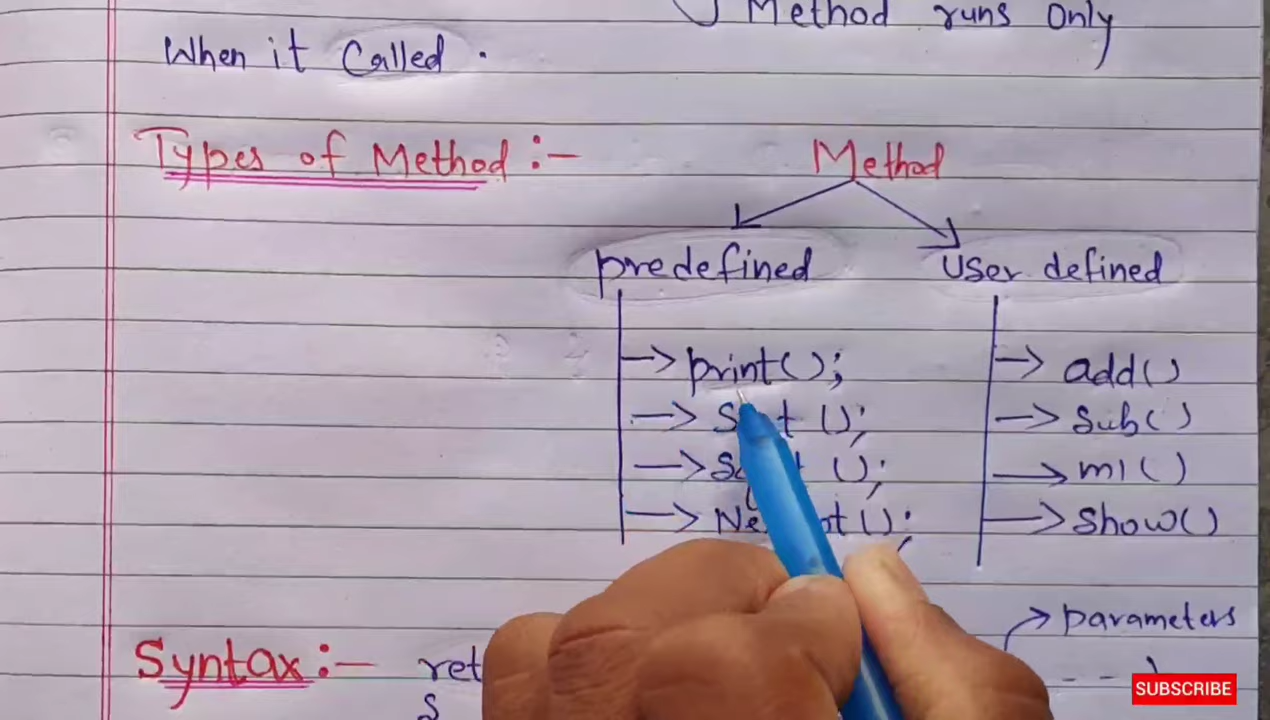 Method runs only
When it Called .
Types of Method :-
Method
predefined
User defined
→ print();
→ add()
→ ();
→ Sub()
→ ();
→ m1()
→ ();
→ Show()
→ parameters
Syntax :-
SUBSCRIBE